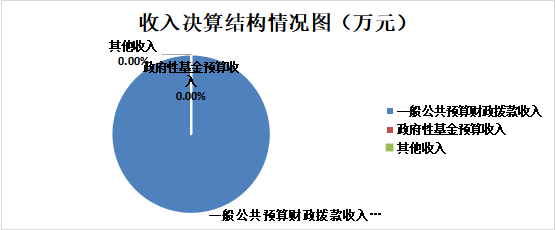 收入决算结构情况图（万元）
其他收入
0.00%
政府性基金预算收
入
0.00%
一般公共预算财政拨款收入…
一般公共预算财政拨款收入
政府性基金预算收入
其他收入